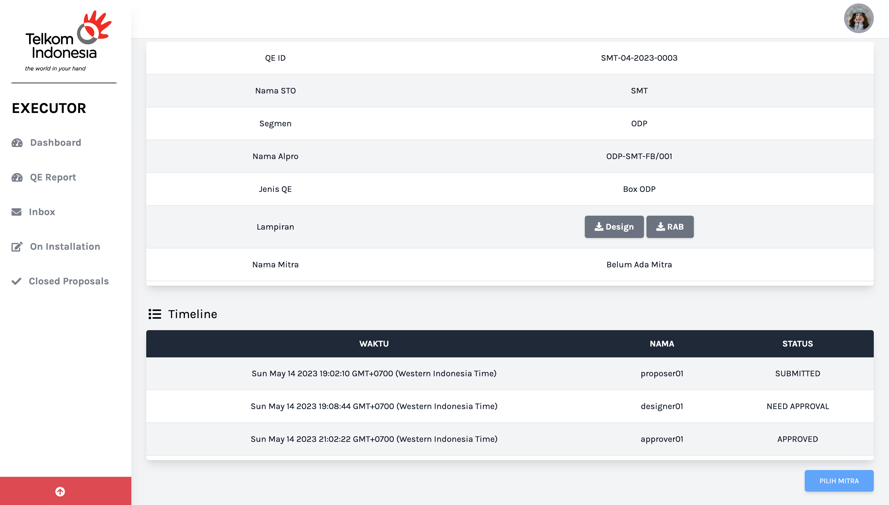 Telkom
Indonesia
the world in your hand
EXECUTOR
Dashboard
QE Report
Inbox
On Installation
Closed Proposals
QE ID SMT-04-2023-0003
Nama STO SMT
Segmen ODP
Nama Alpro ODP-SMT-FB/001
Jenis QE Box ODP
Lampiran Design RAB
Nama Mitra Belum Ada Mitra
Timeline
WAKTU NAMA STATUS
Sun May 14 2023 19:02:10 GMT+0700 (Western Indonesia Time) proposer01 SUBMITTED
Sun May 14 2023 19:08:44 GMT+0700 (Western Indonesia Time) designer01 NEED APPROVAL
Sun May 14 2023 21:02:22 GMT+0700 (Western Indonesia Time) approver01 APPROVED
PILIH MITRA